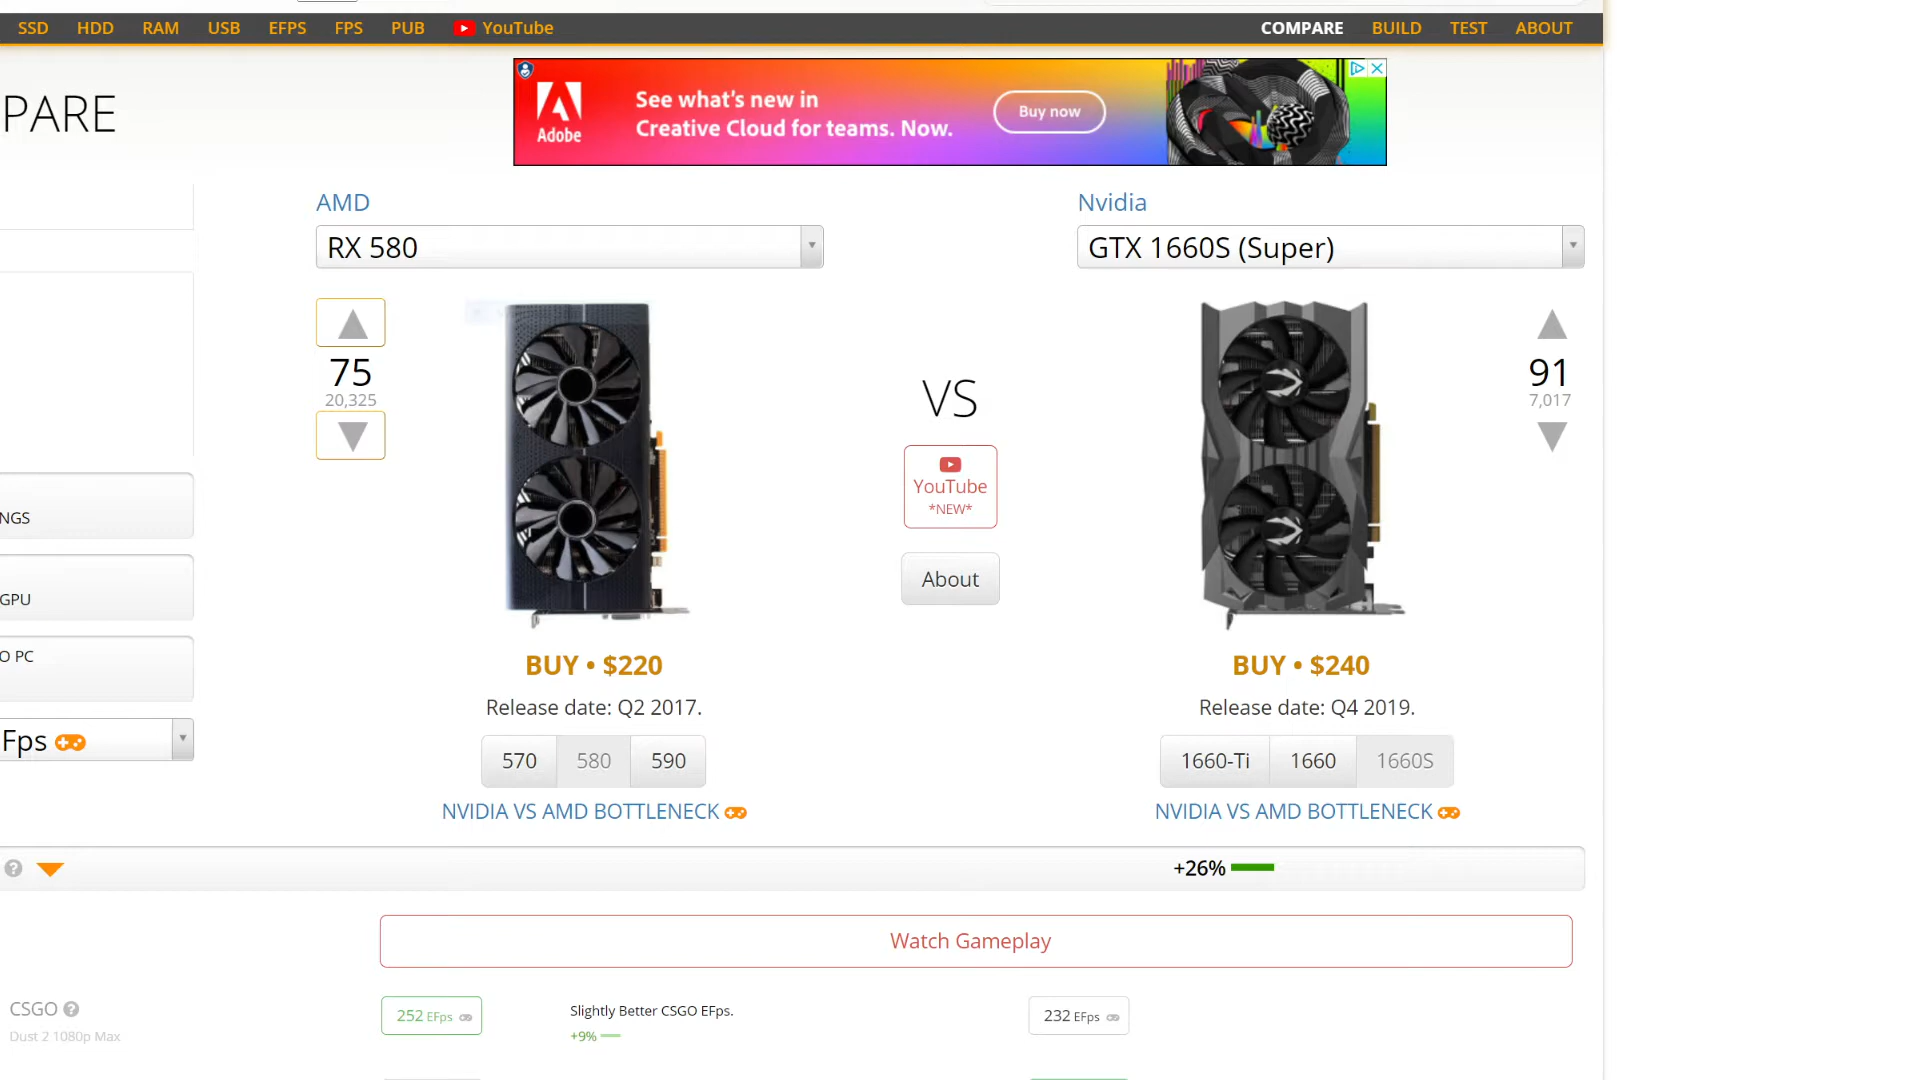 SSD HDD RAM USB EFPS FPS PUB YouTube COMPARE BUILD TEST ABOUT
PARE
Adobe
See what's new in
Creative Cloud for teams. Now.
Buy now
AMD
RX 580
Nvidia
GTX 1660S (Super)
75
20,325
VS
YouTube
*NEW*
About
91
7,017
NGS
GPU
O PC
Fps
BUY • $220
Release date: Q2 2017.
570 580 590
NVIDIA VS AMD BOTTLENECK
BUY • $240
Release date: Q4 2019.
1660-Ti 1660 1660S
NVIDIA VS AMD BOTTLENECK
+26%
Watch Gameplay
CSGO
Dust 2 1080p Max
252 EFps
Slightly Better CSGO EFps.
+9%
232 EFps